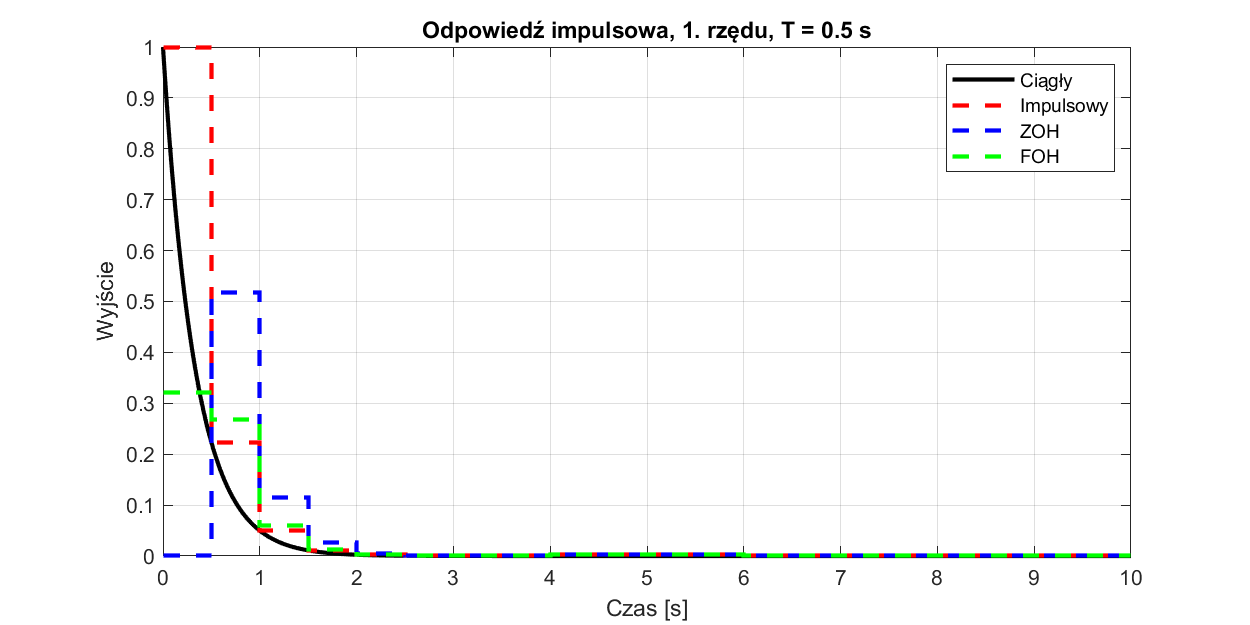 Odpowiedź impulsowa, 1. rzędu, T = 0.5 s
Ciągły
Impulsowy
ZOH
FOH
1
0.9
0.8
0.7
0.6
0.5
0.4
0.3
0.2
0.1
0
Wyjście
0 1 2 3 4 5 6 7 8 9 10
Czas [s]